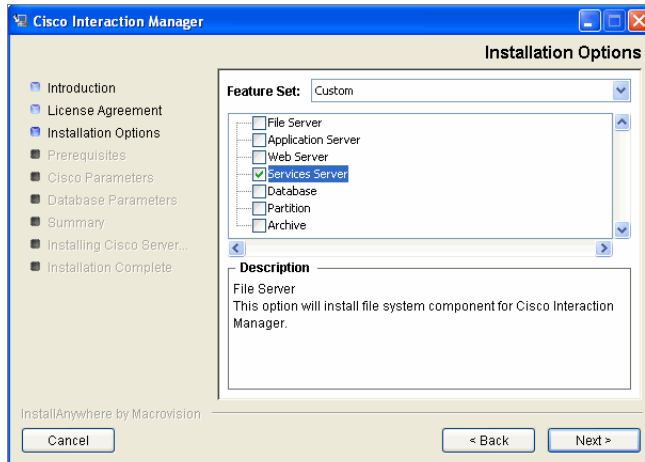 Cisco Interaction Manager
Installation Options
Introduction
License Agreement
Installation Options
Prerequisites
Cisco Parameters
Database Parameters
Summary
Installing Cisco Server...
Installation Complete
Feature Set: Custom
File Server
Application Server
Web Server
Services Server
Database
Partition
Archive
Description
File Server
This option will install file system component for Cisco Interaction
Manager.
InstallAnywhere by Macrovision
Cancel
< Back
Next >